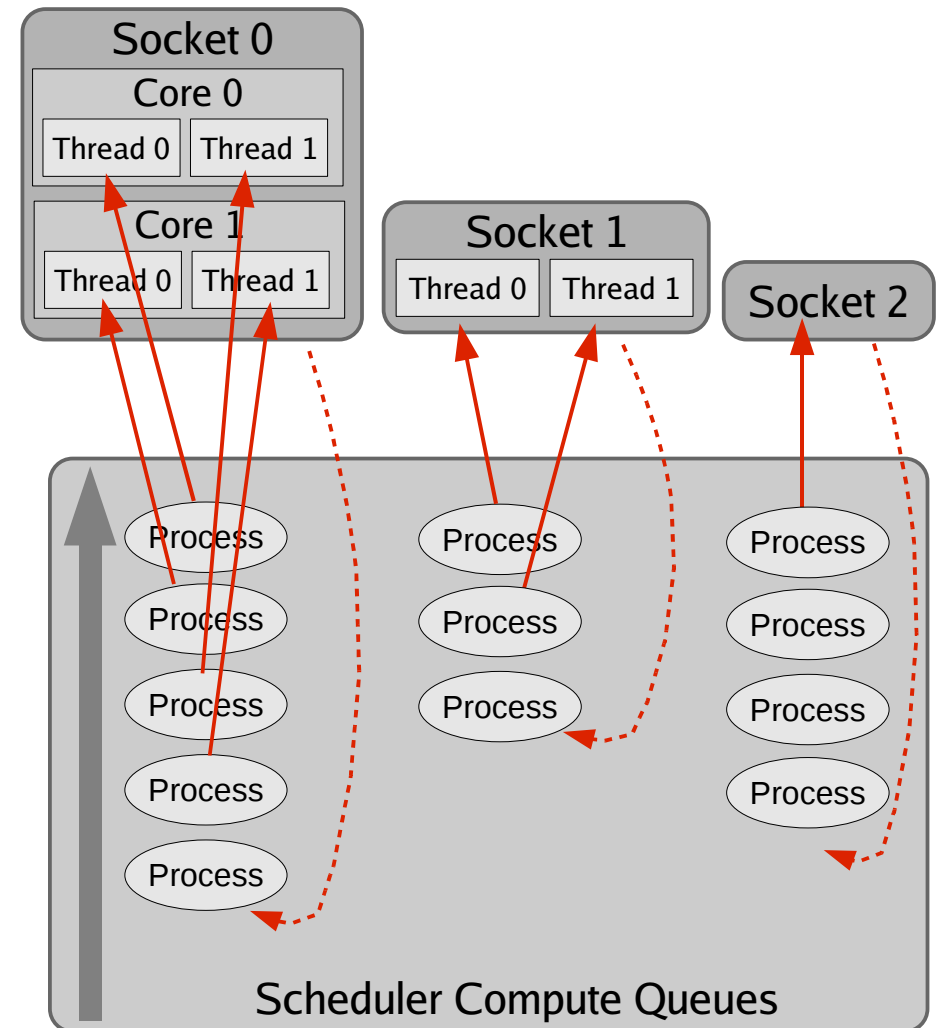 Socket 0
Core 0
Thread 0 Thread 1
Core 1
Thread 0 Thread 1
Socket 1
Thread 0 Thread 1
Socket 2
Process
Process
Process
Process
Process
Process
Process
Process
Process
Process
Process
Process
Scheduler Compute Queues